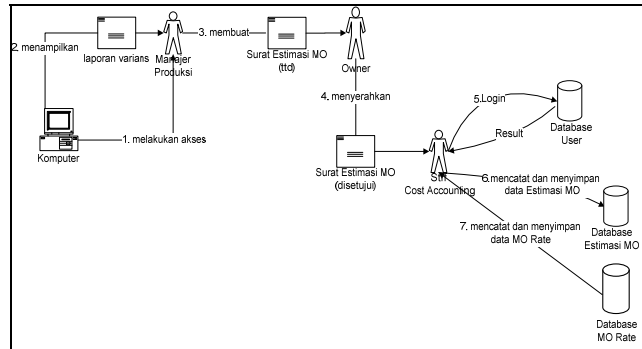 2. menampilkan
laporan varians
Manajer
Produksi
3. membuat
Surat Estimasi MO
(ttd)
Owner
4. menyerahkan
1. melakukan akses
Komputer
Surat Estimasi MO
(disetujui)
Stff
Cost Accounting
5.Login
Result
Database
User
6.mencatat dan menyimpan
data Estimasi MO
Database
Estimasi MO
7. mencatat dan menyimpan
data MO Rate
Database
MO Rate